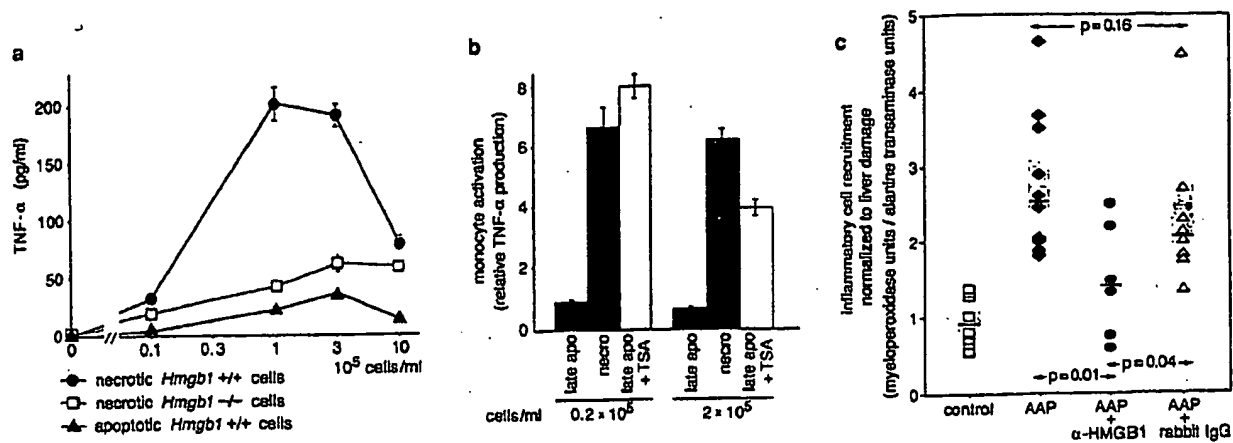 a
TNF-α (pg/ml)
200
150
100
50
0
0
0.1
0.3
1
3
10
10⁵ cells/ml
necrotic Hmgb1 +/+ cells
necrotic Hmgb1 -/- cells
apoptotic Hmgb1 +/+ cells
b
monocyte activation
(relative TNF-α production)
8
6
4
2
0
late apo
necro
late apo
+ TSA
late apo
necro
late apo
+ TSA
cells/ml
0.2 x 10⁵
2 x 10⁵
c
Inflammatory cell recruitment
normalized to liver damage
(myeloperoxidase units / alanine transaminase units)
5
4
3
2
1
0
p=0.16
p=0.04
p=0.01
control
AAP
AAP
+
α-HMGB1
AAP
+
rabbit IgG